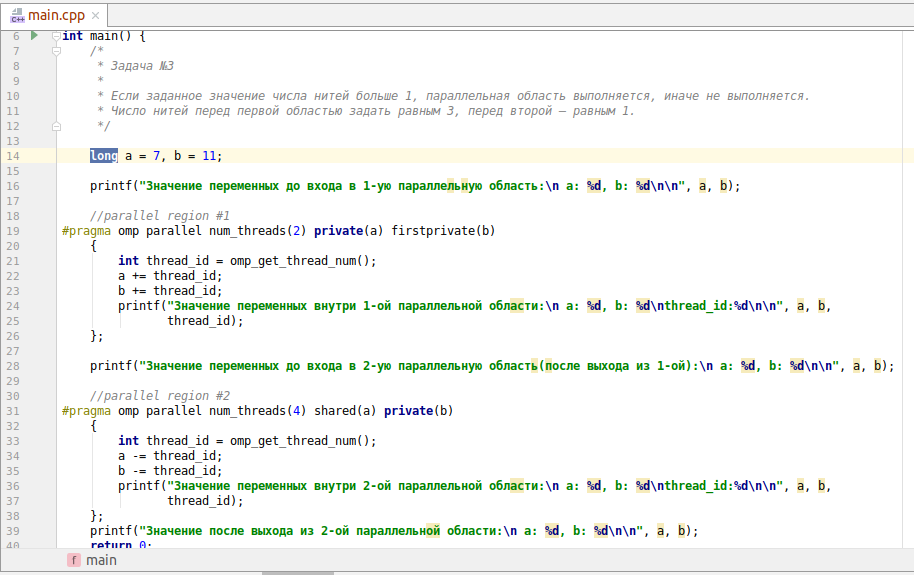 main.cpp
6 int main() {
7 /*
8 * Задача №3
9 *
10 * Если заданное значение числа нитей больше 1, параллельная область выполняется, иначе не выполняется.
11 * Число нитей перед первой областью задать равным 3, перед второй – равным 1.
12 */
13
14 long a = 7, b = 11;
15
16 printf("Значение переменных до входа в 1-ую параллельную область:\n a: %d, b: %d\n\n", a, b);
17
18 //parallel region #1
19 #pragma omp parallel num_threads(2) private(a) firstprivate(b)
20 {
21 int thread_id = omp_get_thread_num();
22 a += thread_id;
23 b += thread_id;
24 printf("Значение переменных внутри 1-ой параллельной области:\n a: %d, b: %d\nthread_id:%d\n\n", a, b,
25 thread_id);
26 };
27
28 printf("Значение переменных до входа в 2-ую параллельную область(после выхода из 1-ой):\n a: %d, b: %d\n\n", a, b);
29
30 //parallel region #2
31 #pragma omp parallel num_threads(4) shared(a) private(b)
32 {
33 int thread_id = omp_get_thread_num();
34 a -= thread_id;
35 b -= thread_id;
36 printf("Значение переменных внутри 2-ой параллельной области:\n a: %d, b: %d\nthread_id:%d\n\n", a, b,
37 thread_id);
38 };
39 printf("Значение после выхода из 2-ой параллельной области:\n a: %d, b: %d\n\n", a, b);
40 return 0;
f main